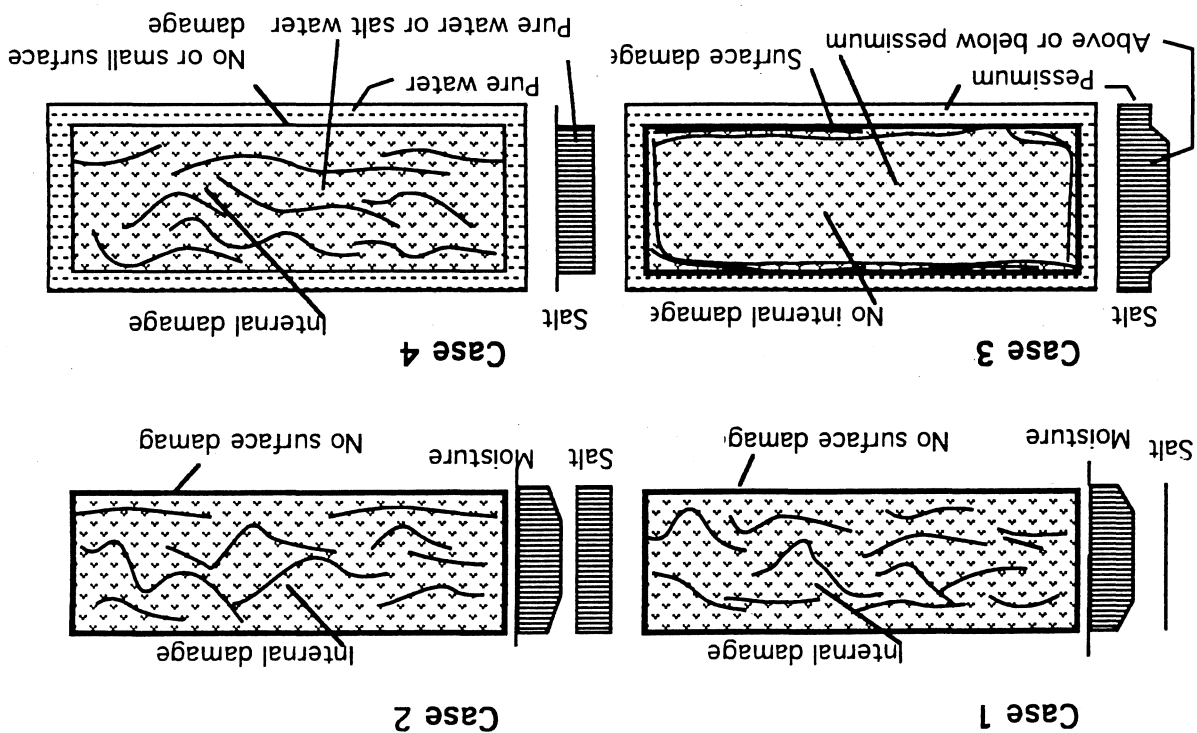 Case 1
Internal damage
Salt
Moisture
No surface damag
Case 2
Internal damage
Salt
Moisture
No surface damag
Case 3
Salt
No internal damage
Pessimum
Above or below pessimum
Surface damage
Case 4
Salt
Internal damage
Pure water
Pure water or salt water
No or small surface
damage